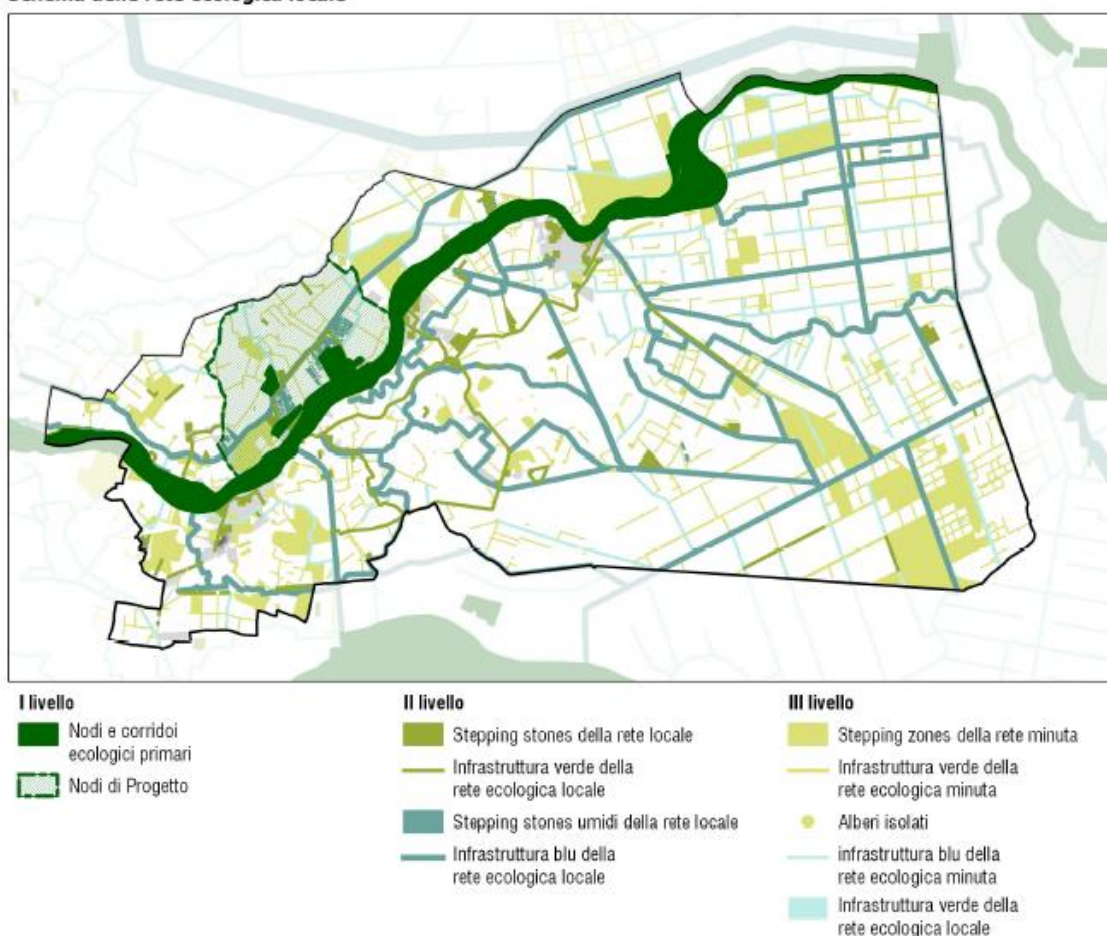 Schema della rete ecologica locale
I livello
Nodi e corridoi
ecologici primari
Nodi di Progetto
II livello
Stepping stones della rete locale
Infrastruttura verde della
rete ecologica locale
Stepping stones umidi della rete locale
Infrastruttura blu della
rete ecologica locale
III livello
Stepping zones della rete minuta
Infrastruttura verde della
rete ecologica minuta
Alberi isolati
infrastruttura blu della
rete ecologica minuta
Infrastruttura verde della
rete ecologica locale